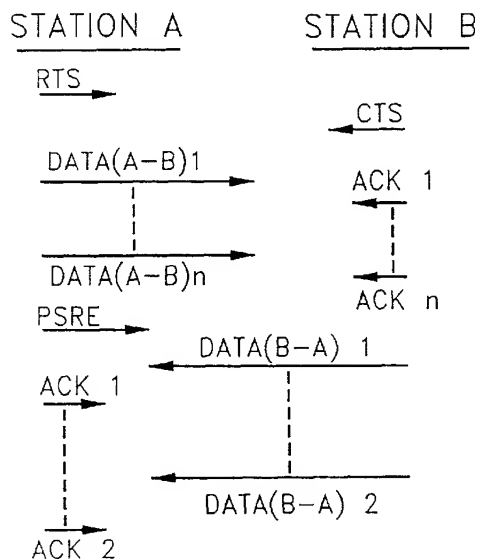 STATION A
STATION B
RTS
CTS
DATA(A-B)1
ACK 1
DATA(A-B)n
ACK n
PSRE
DATA(B-A) 1
ACK 1
DATA(B-A) 2
ACK 2